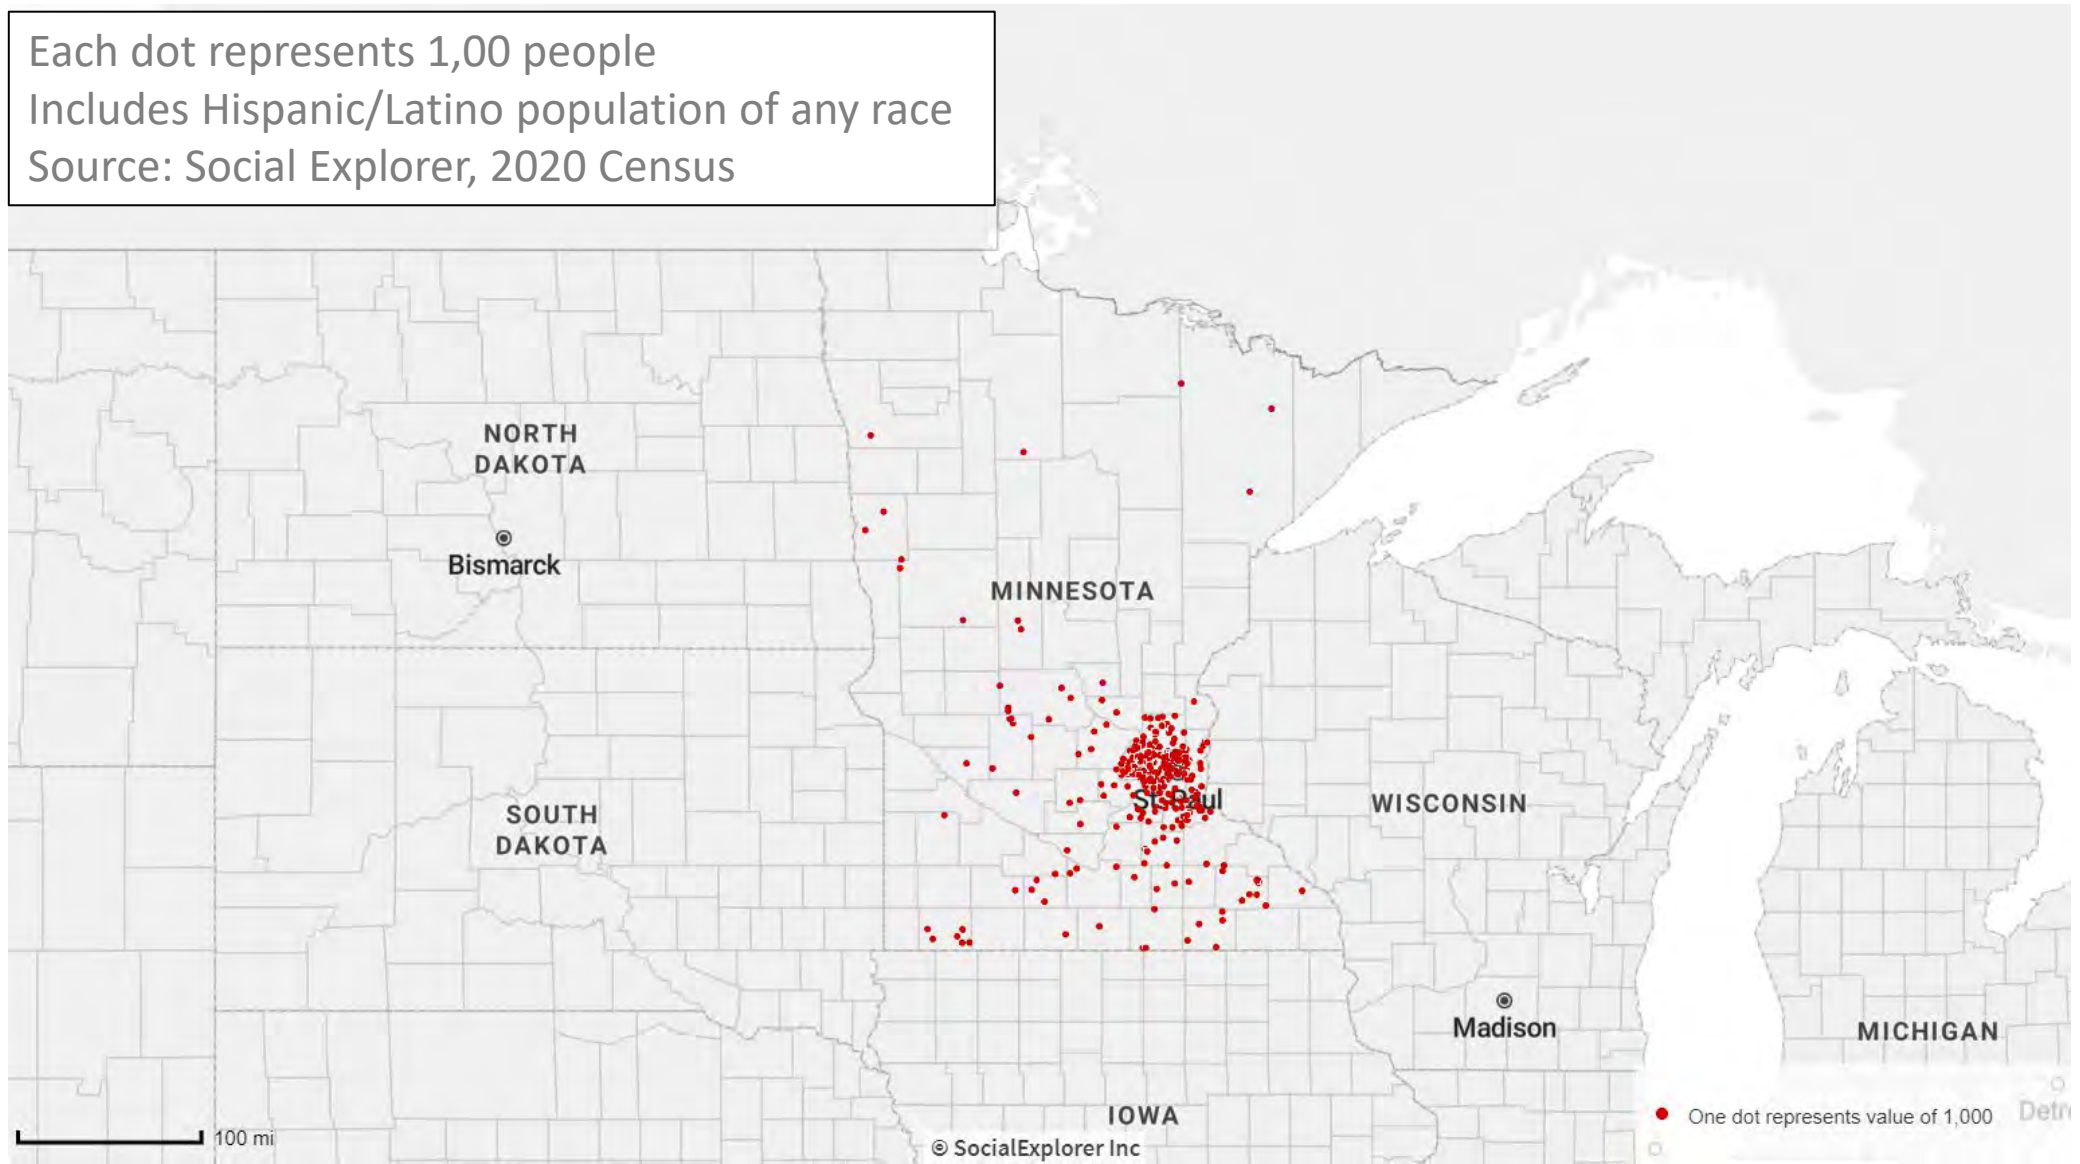 Each dot represents 1,00 people
Includes Hispanic/Latino population of any race
Source: Social Explorer, 2020 Census
NORTH
DAKOTA
Bismarck
MINNESOTA
SOUTH
DAKOTA
St. Paul
WISCONSIN
Madison
MICHIGAN
IOWA
One dot represents value of 1,000
Detr
100 mi
© SocialExplorer Inc